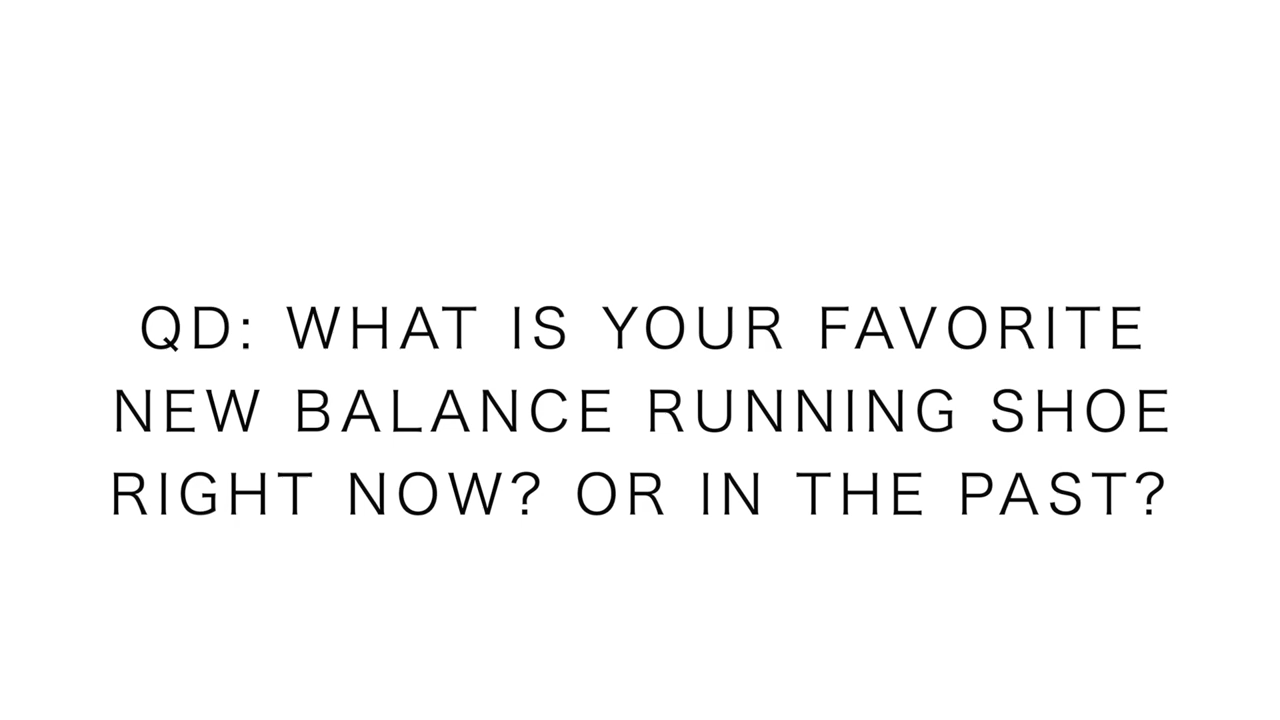 QD: WHAT IS YOUR FAVORITE
NEW BALANCE RUNNING SHOE
RIGHT NOW? OR IN THE PAST?